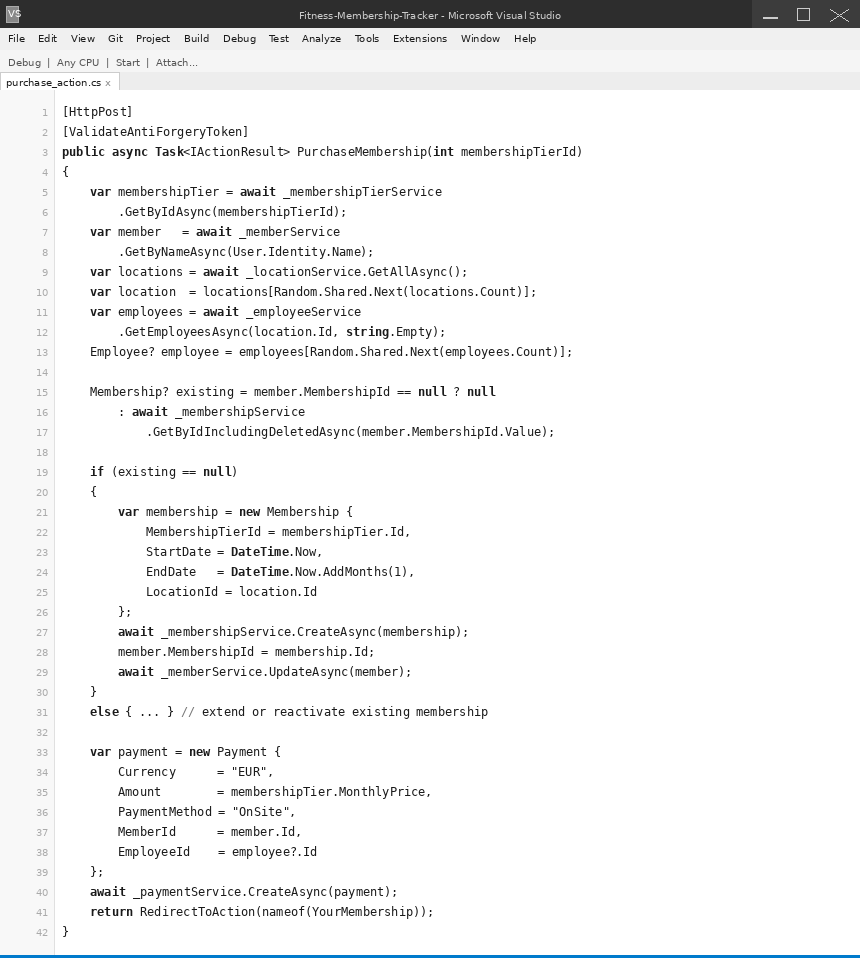 VS
Fitness-Membership-Tracker - Microsoft Visual Studio
File Edit View Git Project Build Debug Test Analyze Tools Extensions Window Help
Debug | Any CPU | Start | Attach...
purchase_action.cs x
1 [HttpPost]
2 [ValidateAntiForgeryToken]
3 public async Task<IActionResult> PurchaseMembership(int membershipTierId)
4 {
5     var membershipTier = await _membershipTierService
6         .GetByIdAsync(membershipTierId);
7     var member   = await _memberService
8         .GetByNameAsync(User.Identity.Name);
9     var locations = await _locationService.GetAllAsync();
10     var location  = locations[Random.Shared.Next(locations.Count)];
11     var employees = await _employeeService
12         .GetEmployeesAsync(location.Id, string.Empty);
13     Employee? employee = employees[Random.Shared.Next(employees.Count)];
14
15     Membership? existing = member.MembershipId == null ? null
16         : await _membershipService
17             .GetByIdIncludingDeletedAsync(member.MembershipId.Value);
18
19     if (existing == null)
20     {
21         var membership = new Membership {
22             MembershipTierId = membershipTier.Id,
23             StartDate = DateTime.Now,
24             EndDate   = DateTime.Now.AddMonths(1),
25             LocationId = location.Id
26         };
27         await _membershipService.CreateAsync(membership);
28         member.MembershipId = membership.Id;
29         await _memberService.UpdateAsync(member);
30     }
31     else { ... } // extend or reactivate existing membership
32
33     var payment = new Payment {
34         Currency      = "EUR",
35         Amount        = membershipTier.MonthlyPrice,
36         PaymentMethod = "OnSite",
37         MemberId      = member.Id,
38         EmployeeId    = employee?.Id
39     };
40     await _paymentService.CreateAsync(payment);
41     return RedirectToAction(nameof(YourMembership));
42 }